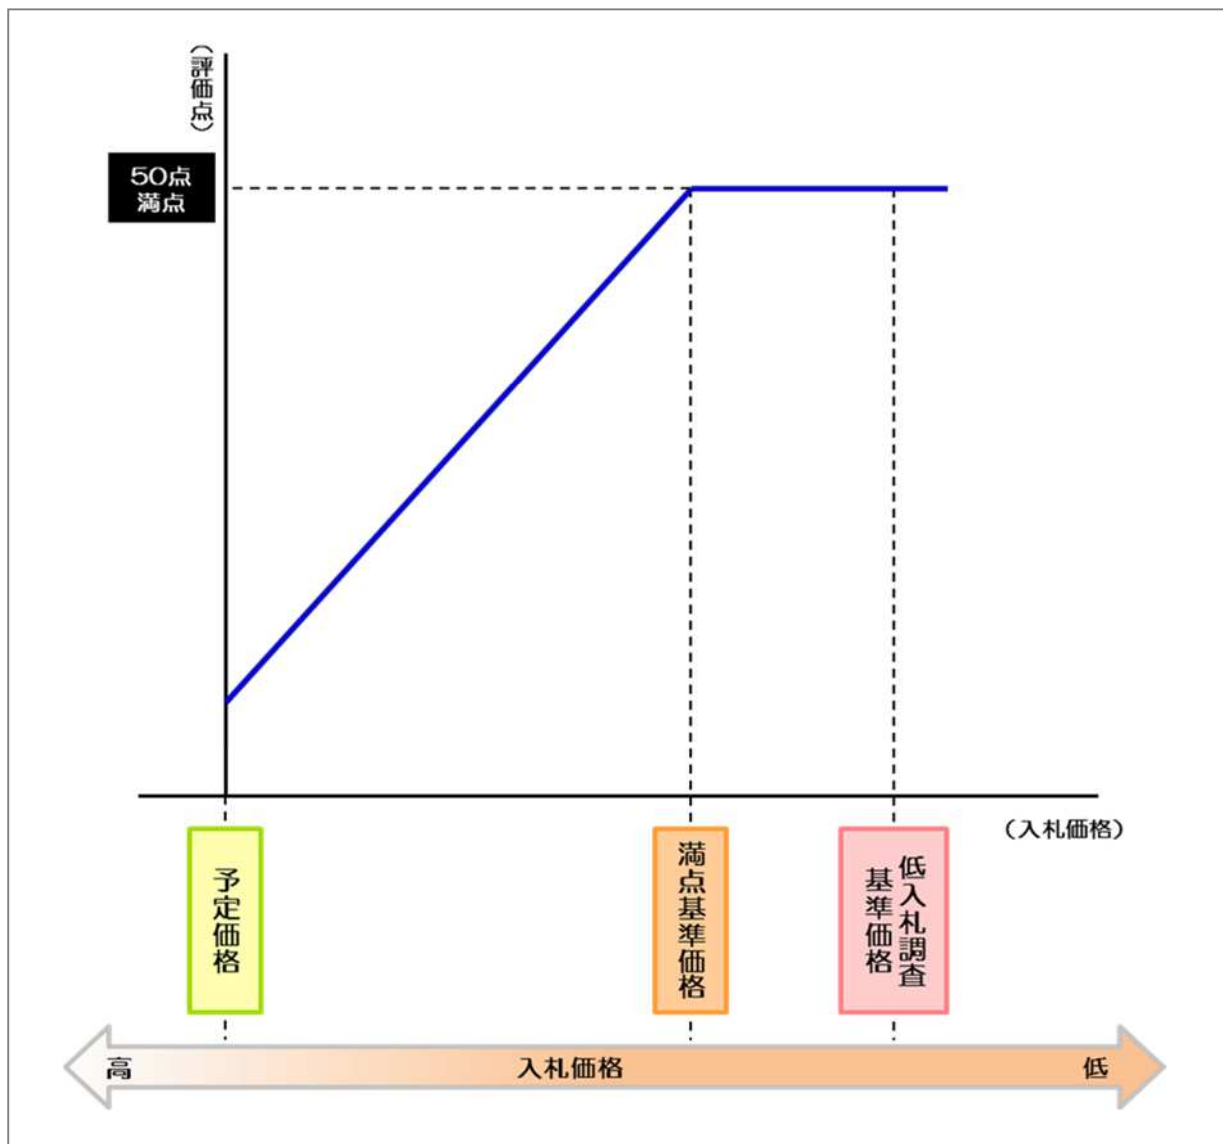 （評価点）
50点
満点
（入札価格）
予定価格
満点基準価格
低入札調査
基準価格
高
入札価格
低